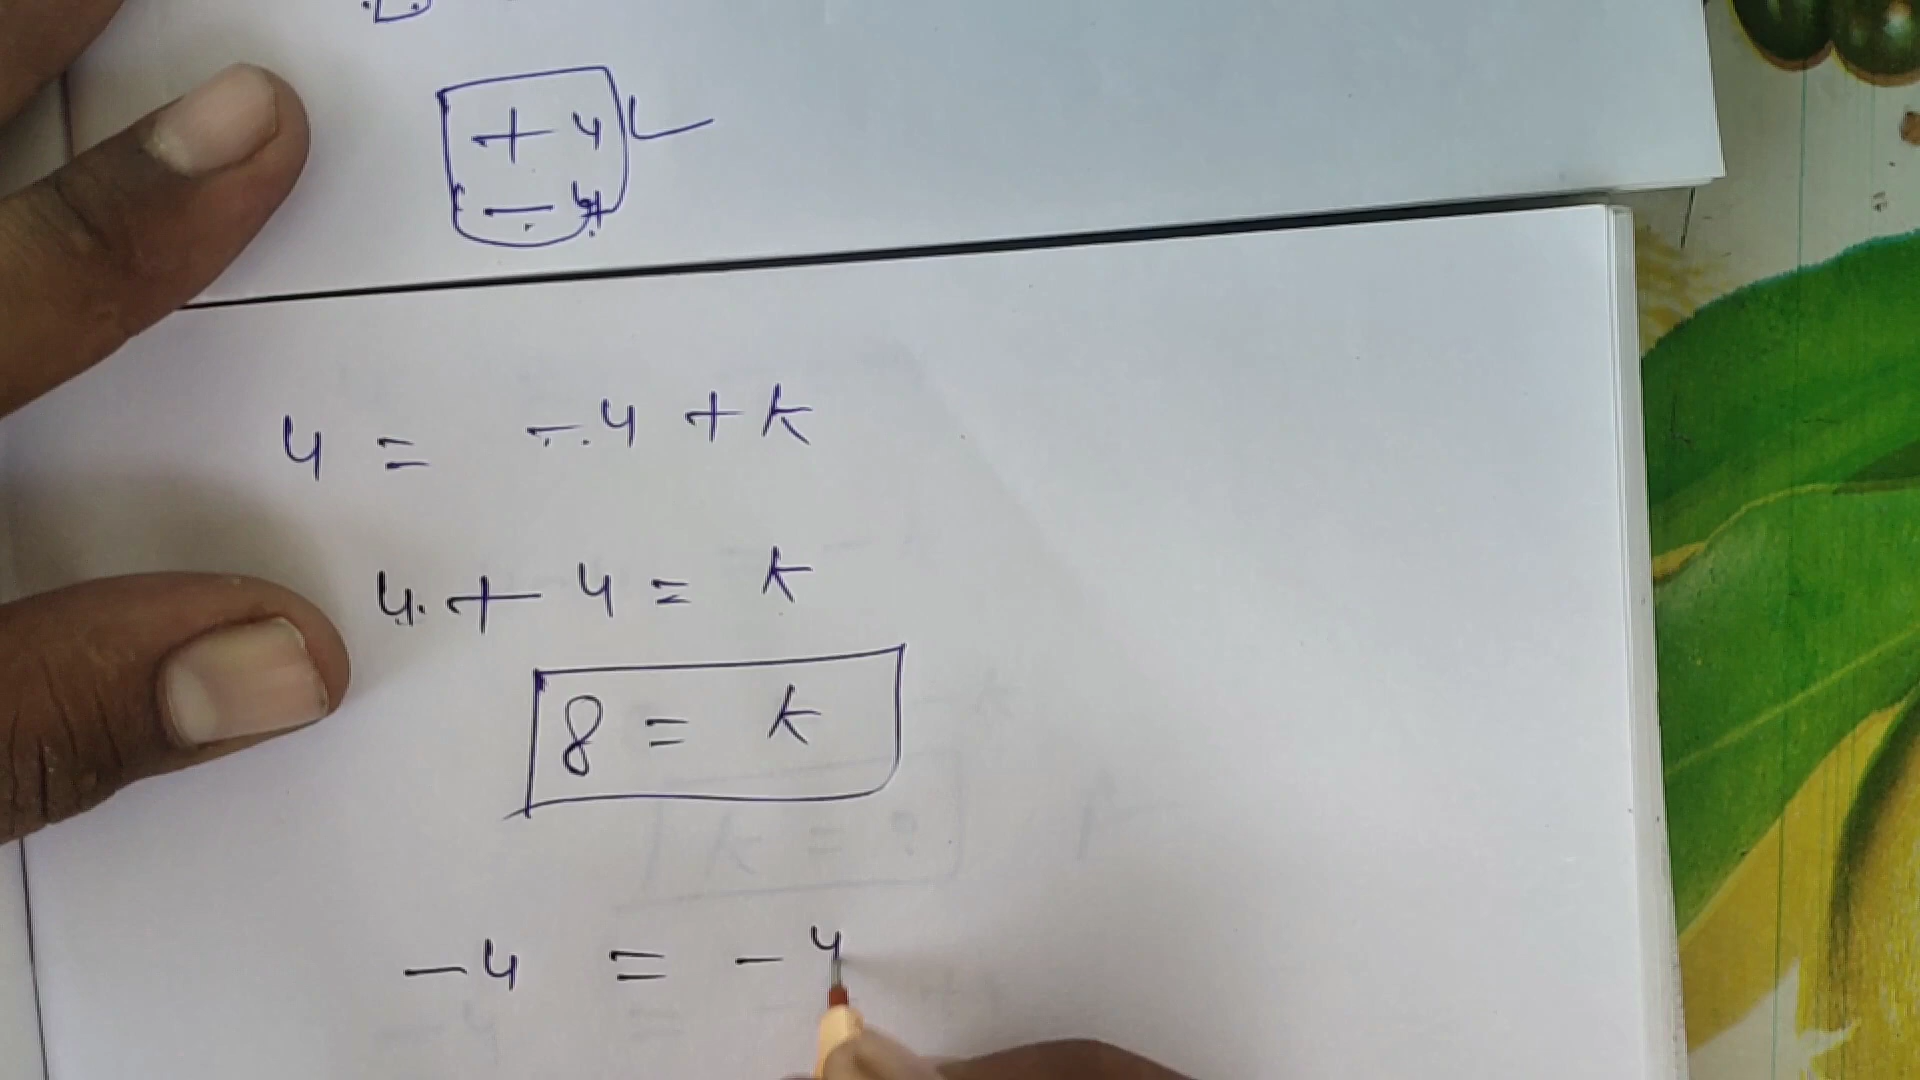 + 4
- 4
4 = -4 + k
4 + 4 = k
8 = k
-4 = -4